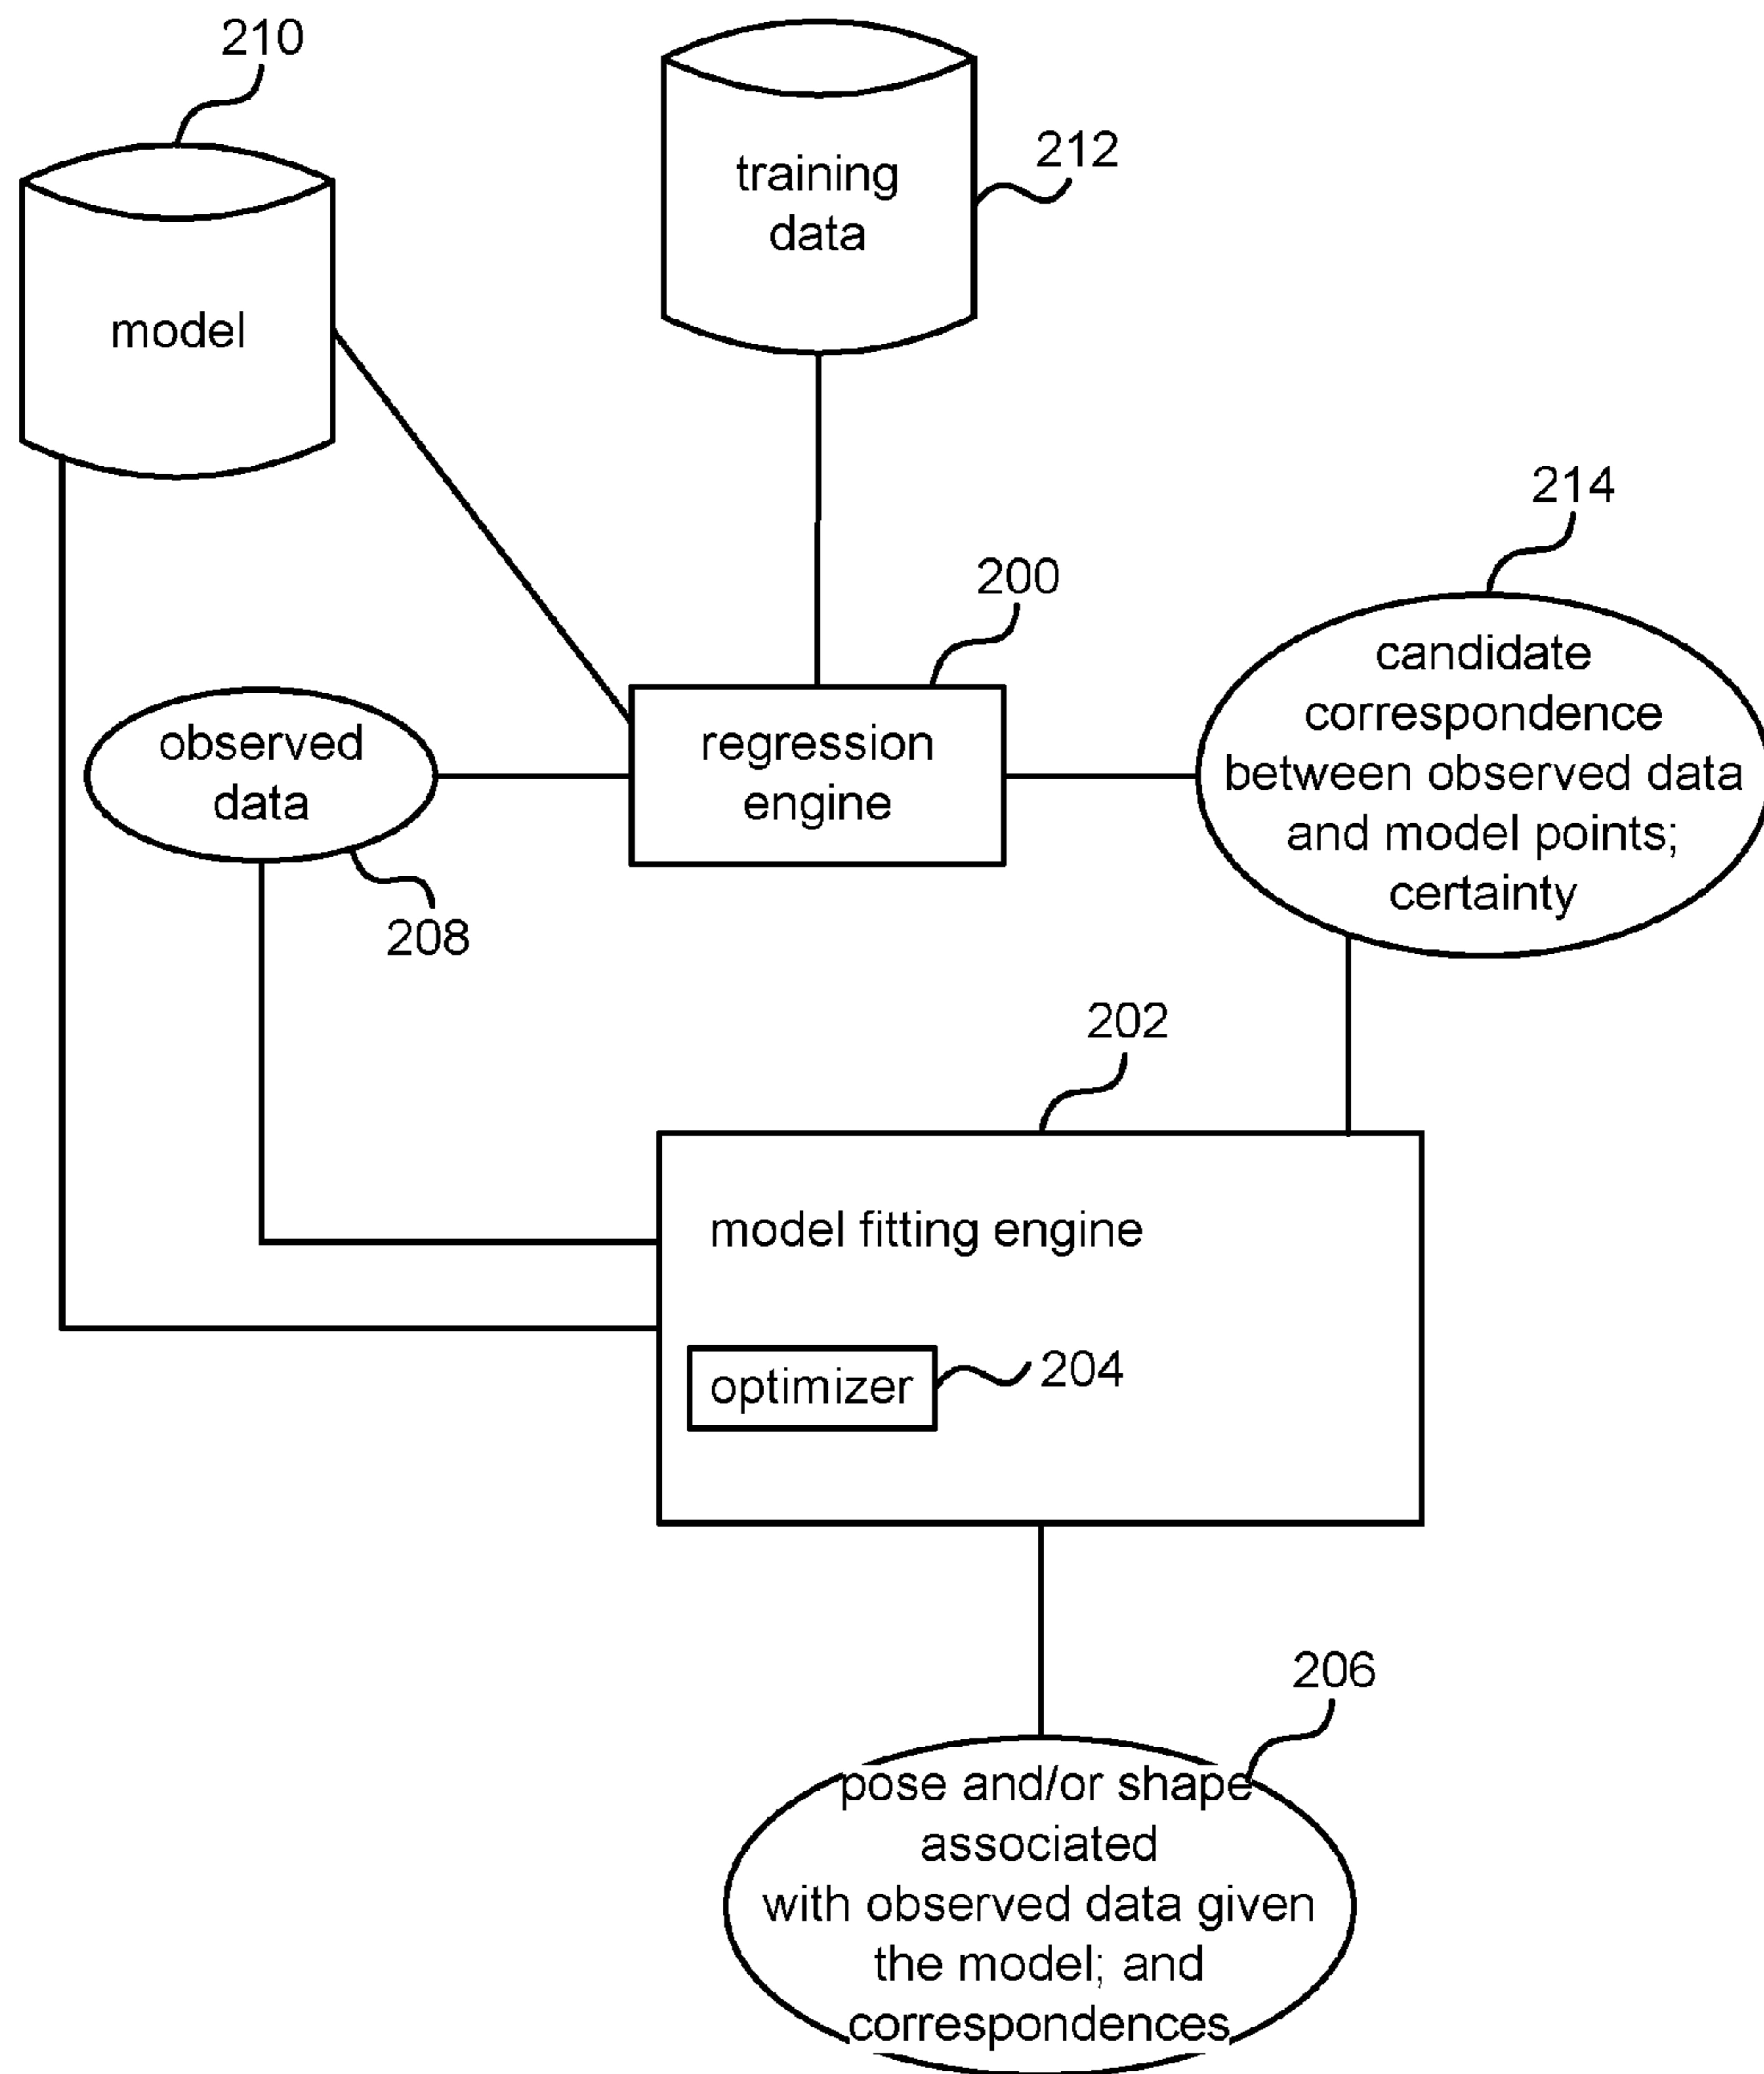 210
212
training
data
model
214
200
candidate
correspondence
between observed data
and model points;
certainty
regression
engine
observed
data
208
202
model fitting engine
optimizer
204
206
pose and/or shape
associated
with observed data given
the model; and
correspondences